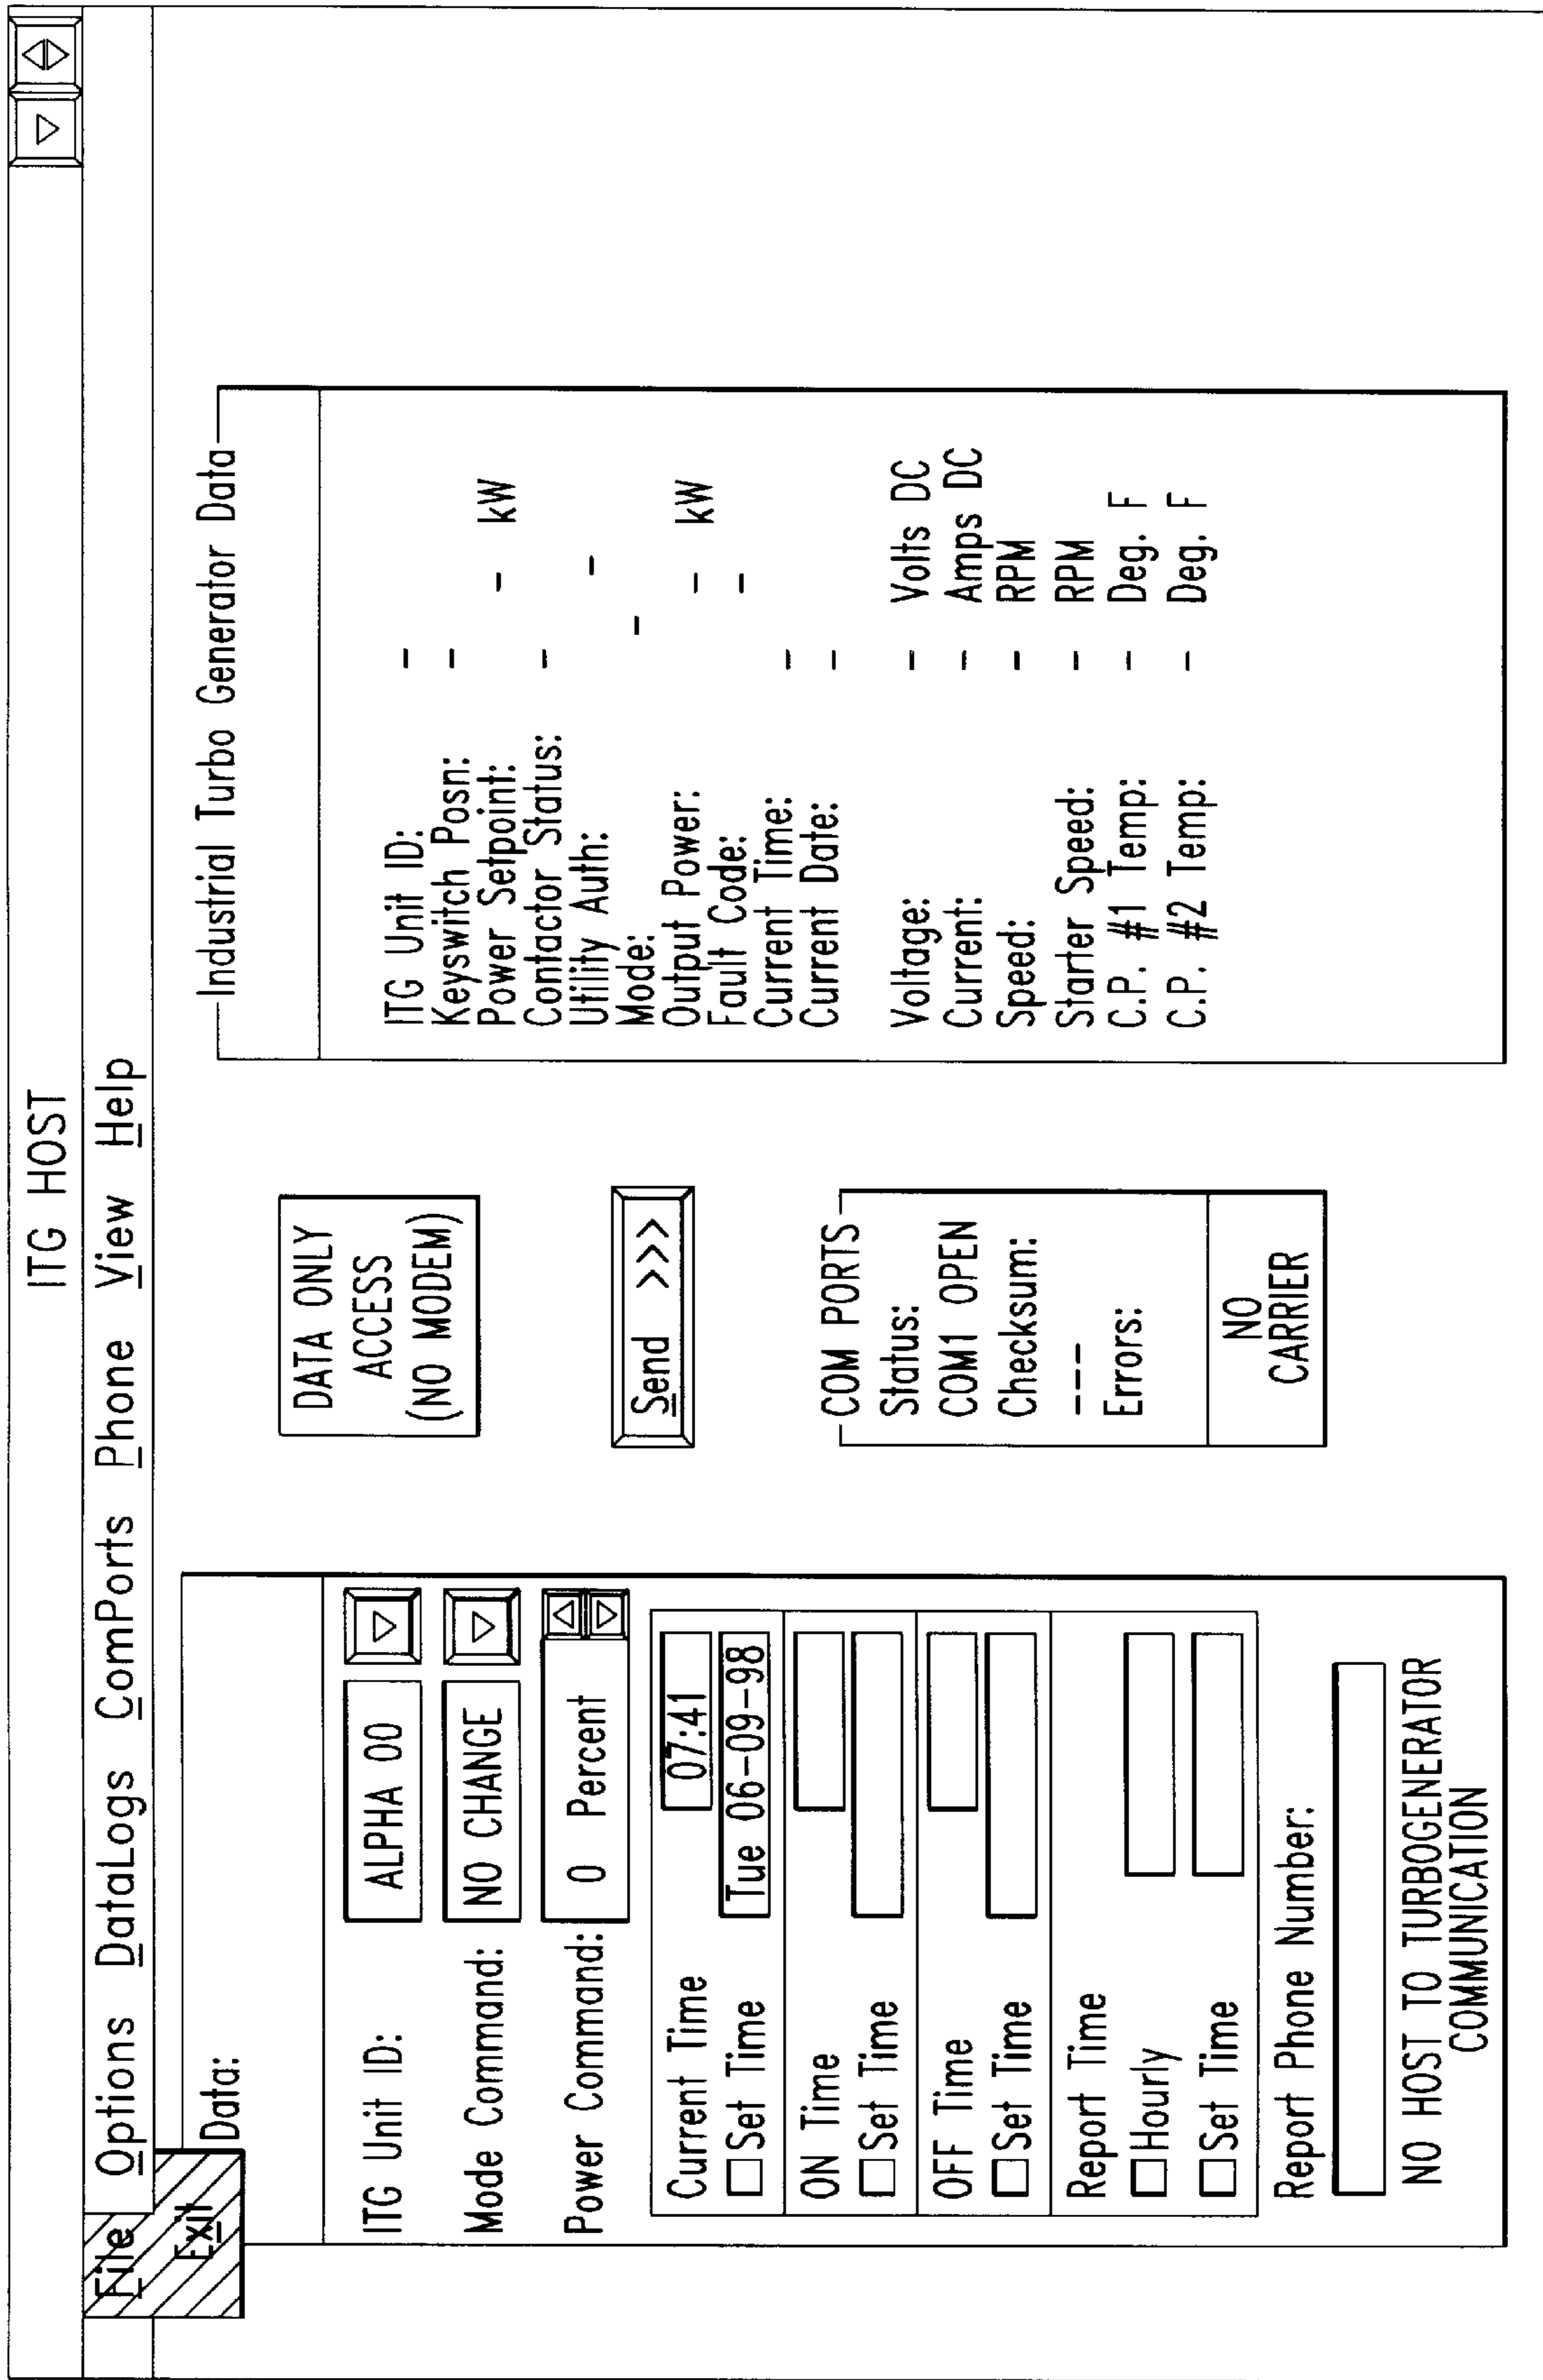 ITG HOST
File Options DataLogs ComPorts Phone View Help
Exit
Data:
ITG Unit ID: ALPHA 00
Mode Command: NO CHANGE
Power Command: 0 Percent
Current Time 07:41
Set Time Tue 06-09-98
ON Time
Set Time
OFF Time
Set Time
Report Time
Hourly
Set Time
Report Phone Number:
NO HOST TO TURBOGENERATOR
COMMUNICATION
DATA ONLY
ACCESS
(NO MODEM)
Send >>>
COM PORTS
Status:
COM1 OPEN
Checksum:
---
Errors:
NO
CARRIER
Industrial Turbo Generator Data
ITG Unit ID: -
Keyswitch Posn: -
Power Setpoint: - kW
Contactor Status: -
Utility Auth: -
Mode: -
Output Power: - kW
Fault Code: -
Current Time: -
Current Date: -
Voltage: - Volts DC
Current: - Amps DC
Speed: - RPM
Starter Speed: - RPM
C.P. #1 Temp: - Deg. F
C.P. #2 Temp: - Deg. F